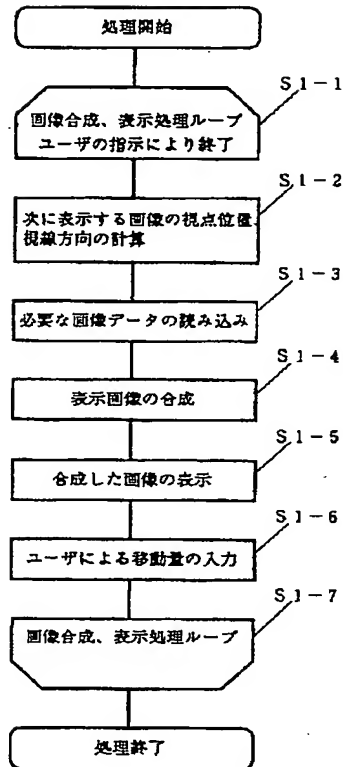 処理開始
S1-1
画像合成、表示処理ループ
ユーザの指示により終了
S1-2
次に表示する画像の視点位置、
視線方向の計算
S1-3
必要な画像データの読み込み
S1-4
表示画像の合成
S1-5
合成した画像の表示
S1-6
ユーザによる移動量の入力
S1-7
画像合成、表示処理ループ
処理終了